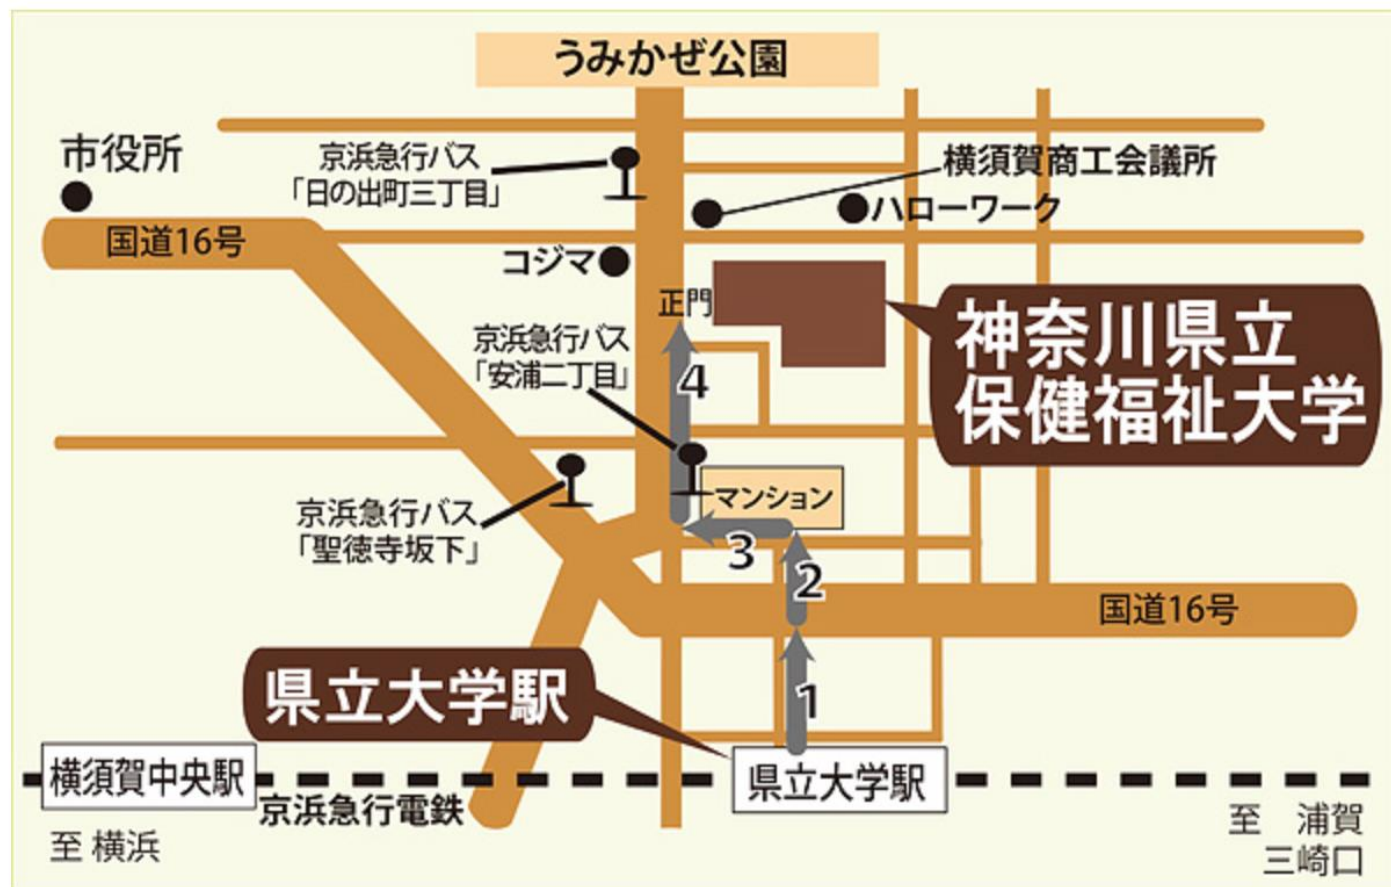 うみかぜ公園
市役所
京浜急行バス
「日の出町三丁目」
横須賀商工会議所
ハローワーク
国道16号
コジマ
正門
京浜急行バス
「安浦二丁目」
4
神奈川県立
保健福祉大学
マンション
京浜急行バス
「聖徳寺坂下」
3
2
国道16号
県立大学駅
1
横須賀中央駅
京浜急行電鉄
県立大学駅
至 横浜
至 浦賀
三崎口